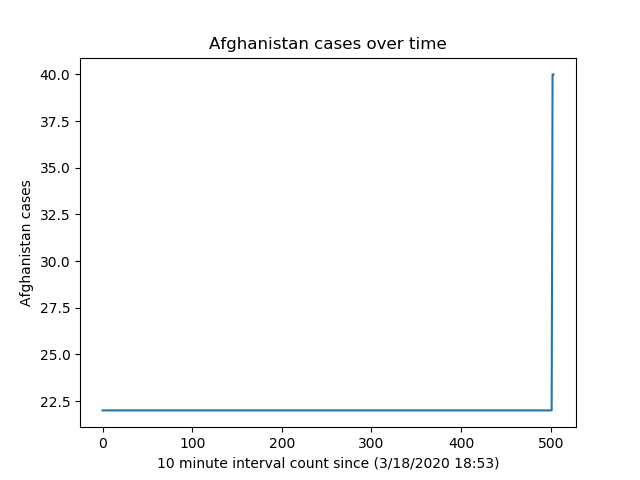 Afghanistan cases over time
40.0
37.5
35.0
32.5
30.0
27.5
25.0
22.5
Afghanistan cases
0 100 200 300 400 500
10 minute interval count since (3/18/2020 18:53)